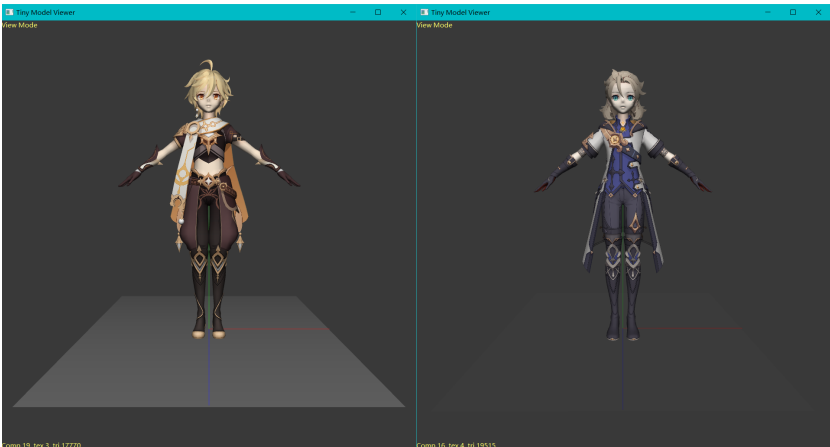 Tiny Model Viewer
View Mode
Comp 19, tex 3, tri 17770
Tiny Model Viewer
View Mode
Comp 16, tex 4, tri 19515